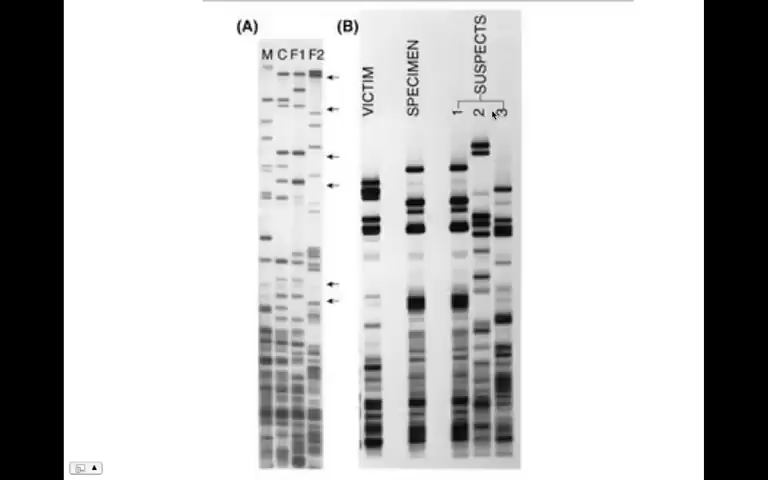 (A)
M C F1 F2
(B)
VICTIM
SPECIMEN
SUSPECTS
1 2 3